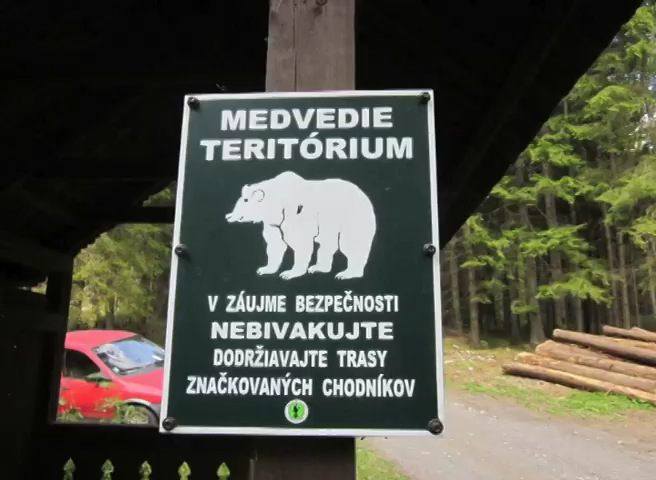 MEDVEDIE
TERITÓRIUM
V ZÁUJME BEZPEČNOSTI
NEBIVAKUJTE
DODRŽIAVAJTE TRASY
ZNAČKOVANÝCH CHODNÍKOV